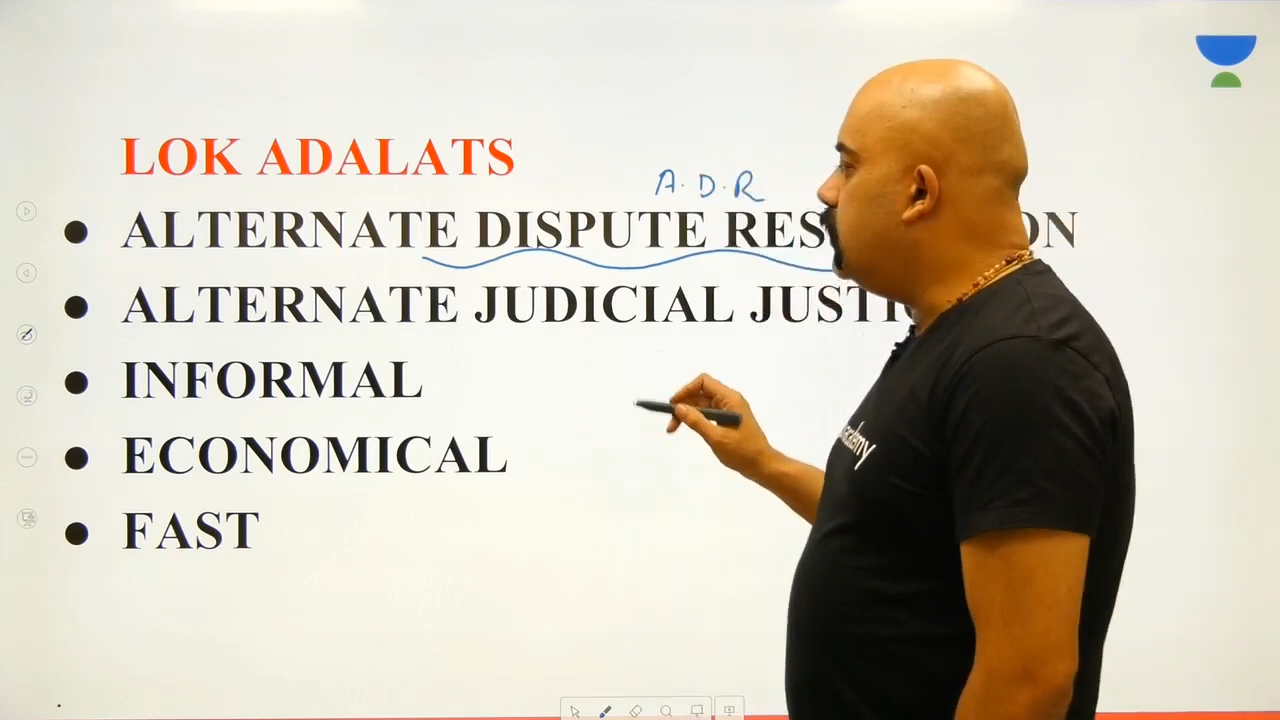 LOK ADALATS
A.D.R
ALTERNATE DISPUTE
ALTERNATE JUDICIAL
INFORMAL
ECONOMICAL
FAST